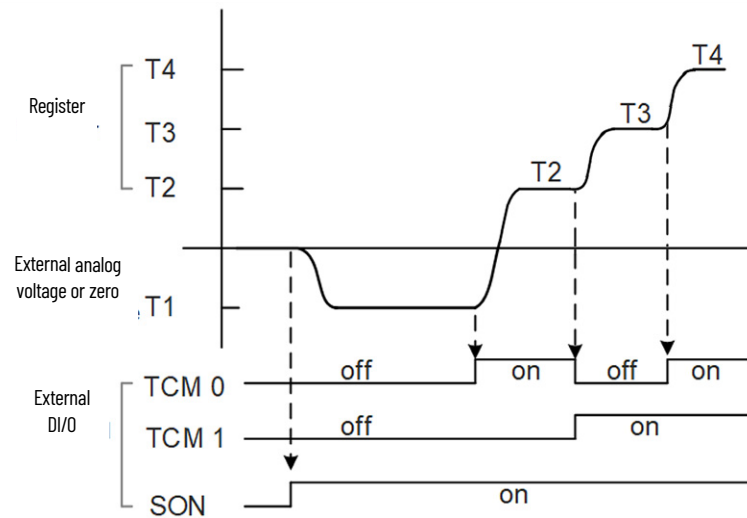 T4
T4
Register
T3
T3
T2
T2
External analog
voltage or zero
T1
TCM 0
off
on
off
on
External
DI/O
TCM 1
off
on
SON
on